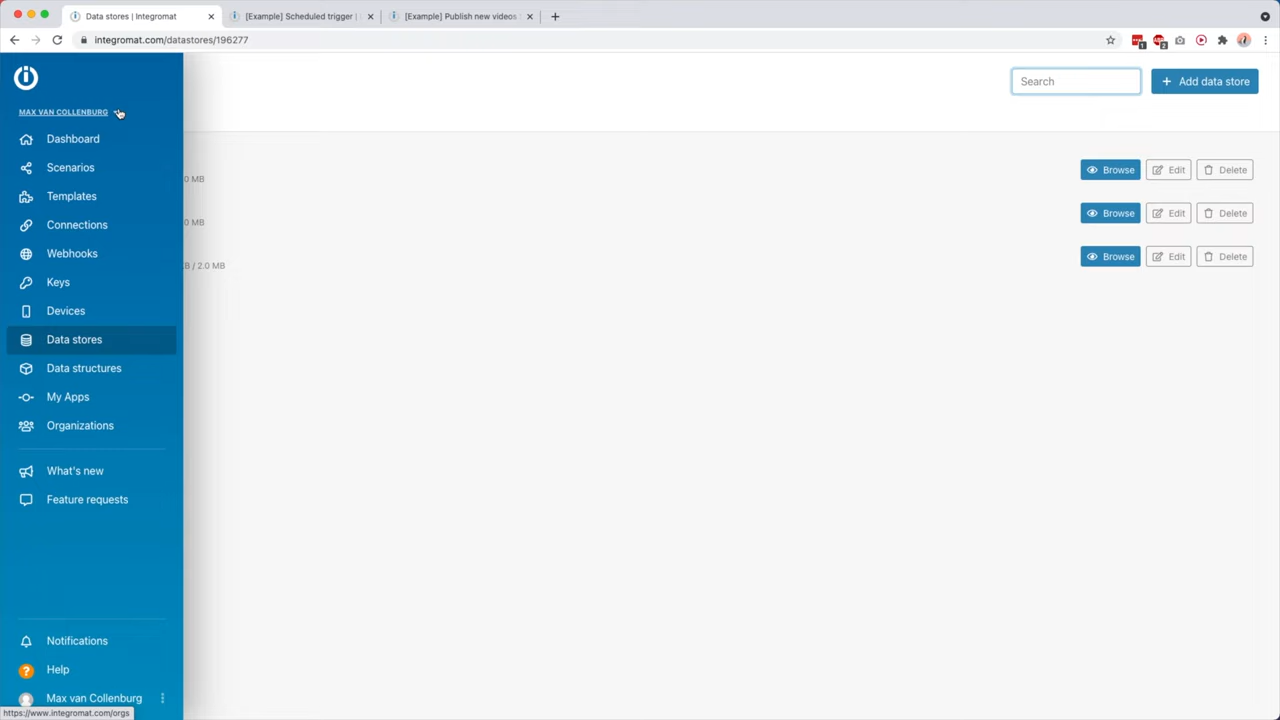 Data stores | Integromat
[Example] Scheduled trigger |
[Example] Publish new videos
integromat.com/datastores/196277
1
2
MAX VAN COLLENBURG
Search
+ Add data store
Dashboard
Scenarios
0 MB
Browse
Edit
Delete
Templates
Connections
0 MB
Browse
Edit
Delete
Webhooks
KB / 2.0 MB
Browse
Edit
Delete
Keys
Devices
Data stores
Data structures
My Apps
Organizations
What's new
Feature requests
Notifications
? Help
Max van Collenburg
https://www.integromat.com/orgs